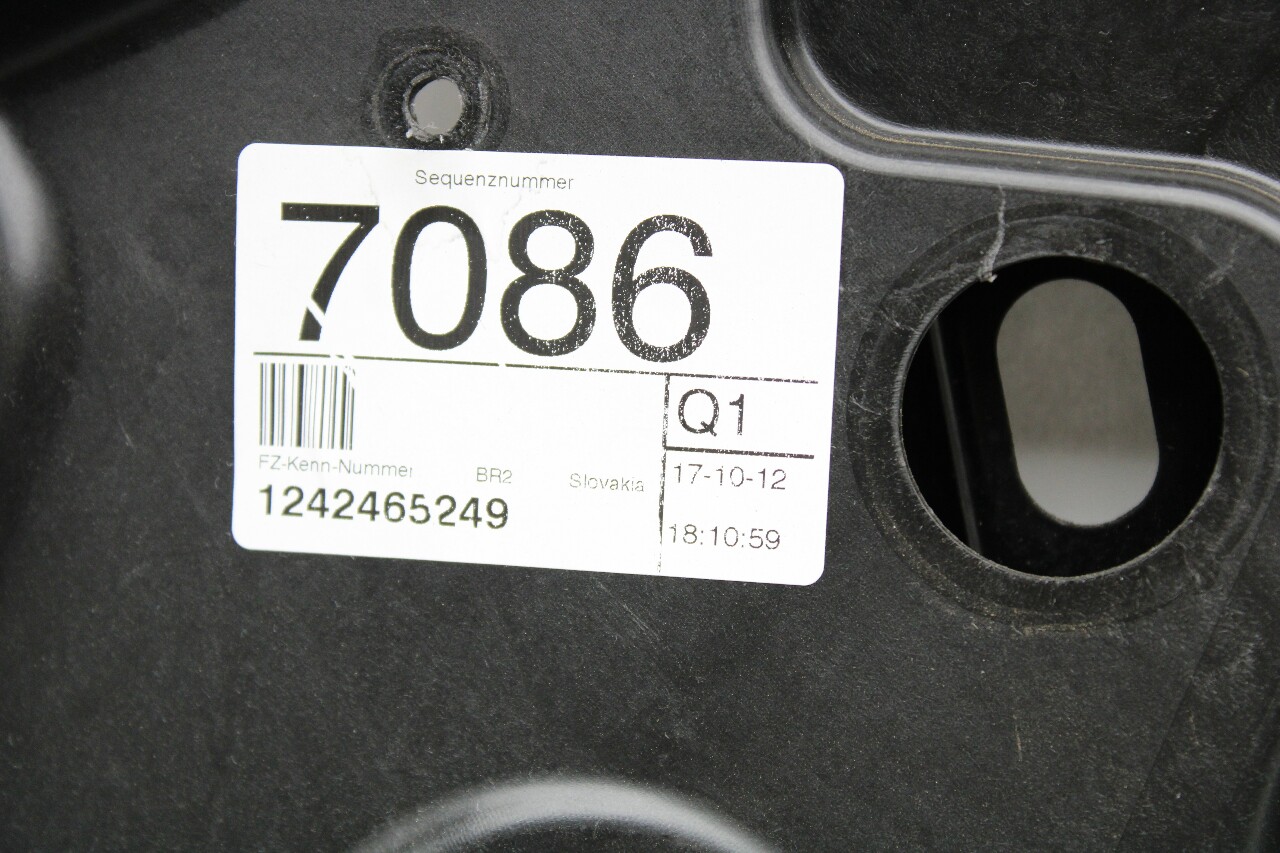 Sequenznummer
7086
Q1
FZ-Kenn-Nummer BR2 Slovakia
1242465249
17-10-12
18:10:59